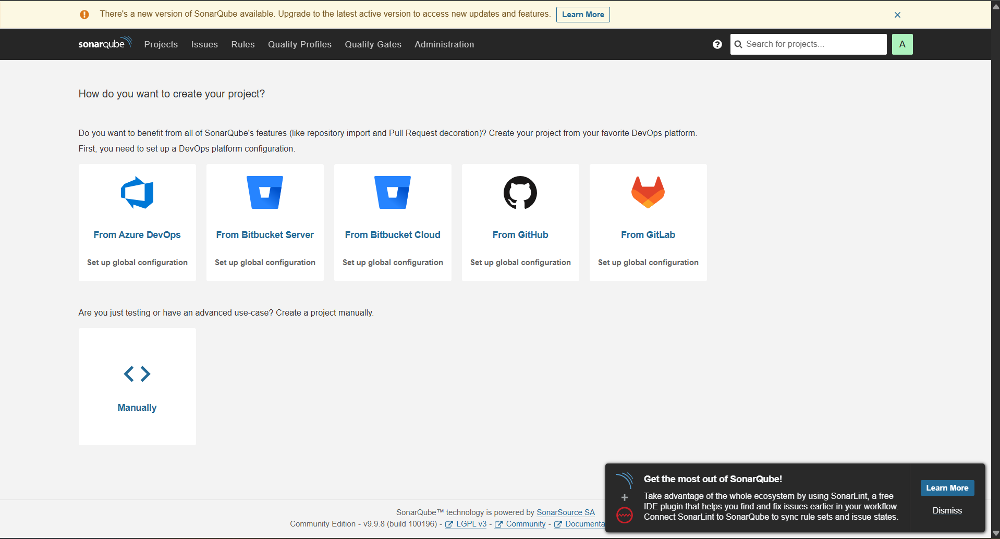 There's a new version of SonarQube available. Upgrade to the latest active version to access new updates and features. Learn More
sonarqube Projects Issues Rules Quality Profiles Quality Gates Administration Search for projects... A
How do you want to create your project?
Do you want to benefit from all of SonarQube's features (like repository import and Pull Request decoration)? Create your project from your favorite DevOps platform.
First, you need to set up a DevOps platform configuration.
From Azure DevOps From Bitbucket Server From Bitbucket Cloud From GitHub From GitLab
Set up global configuration Set up global configuration Set up global configuration Set up global configuration Set up global configuration
Are you just testing or have an advanced use-case? Create a project manually.
Manually
Get the most out of SonarQube!
Take advantage of the whole ecosystem by using SonarLint, a free
IDE plugin that helps you find and fix issues earlier in your workflow.
Connect SonarLint to SonarQube to sync rule sets and issue states.
Learn More
Dismiss
SonarQube™ technology is powered by SonarSource SA
Community Edition - v9.9.8 (build 100196) - LGPL v3 - Community - Documenta